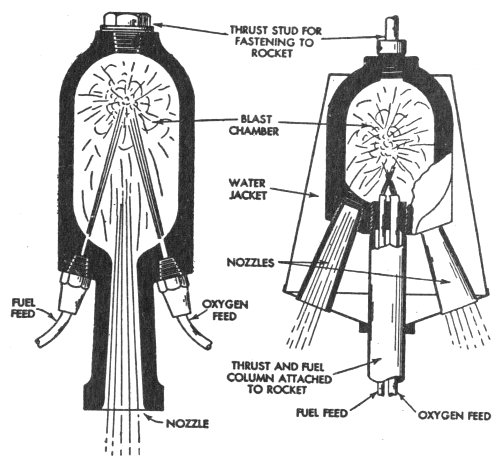 THRUST STUD FOR
FASTENING TO
ROCKET
BLAST
CHAMBER
WATER
JACKET
NOZZLES
FUEL
FEED
OXYGEN
FEED
THRUST AND FUEL
COLUMN ATTACHED
TO ROCKET
FUEL FEED
OXYGEN FEED
NOZZLE